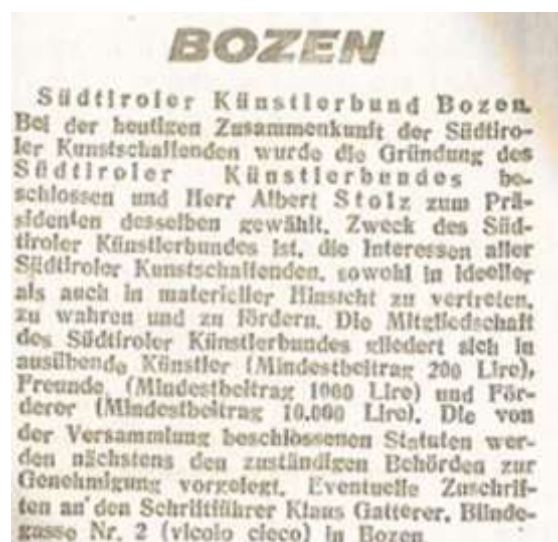 BOZEN
Südtiroler Künstlerbund Bozen.
Bei der heutigen Zusammenkunft der Südtiro-
ler Kunstschaffenden wurde die Gründung des
Südtiroler Künstlerbundes be-
schlossen und Herr Albert Stolz zum Prä-
sidenten desselben gewählt. Zweck des Süd-
tiroler Künstlerbundes ist, die Interessen aller
Südtiroler Kunstschaffenden, sowohl in ideeller
als auch in materieller Hinsicht zu vertreten,
zu wahren und zu fördern. Die Mitgliedschaft
des Südtiroler Künstlerbundes gliedert sich in
ausübende Künstler (Mindestbeitrag 200 Lire),
Freunde (Mindestbeitrag 1000 Lire) und För-
derer (Mindestbeitrag 10.000 Lire). Die von
der Versammlung beschlossenen Statuten wer-
den nächstens den zuständigen Behörden zur
Genehmigung vorgelegt. Eventuelle Zuschrif-
ten an den Schriftführer Klaus Gatterer, Blinde-
gasse Nr. 2 (vicolo cieco) in Bozen